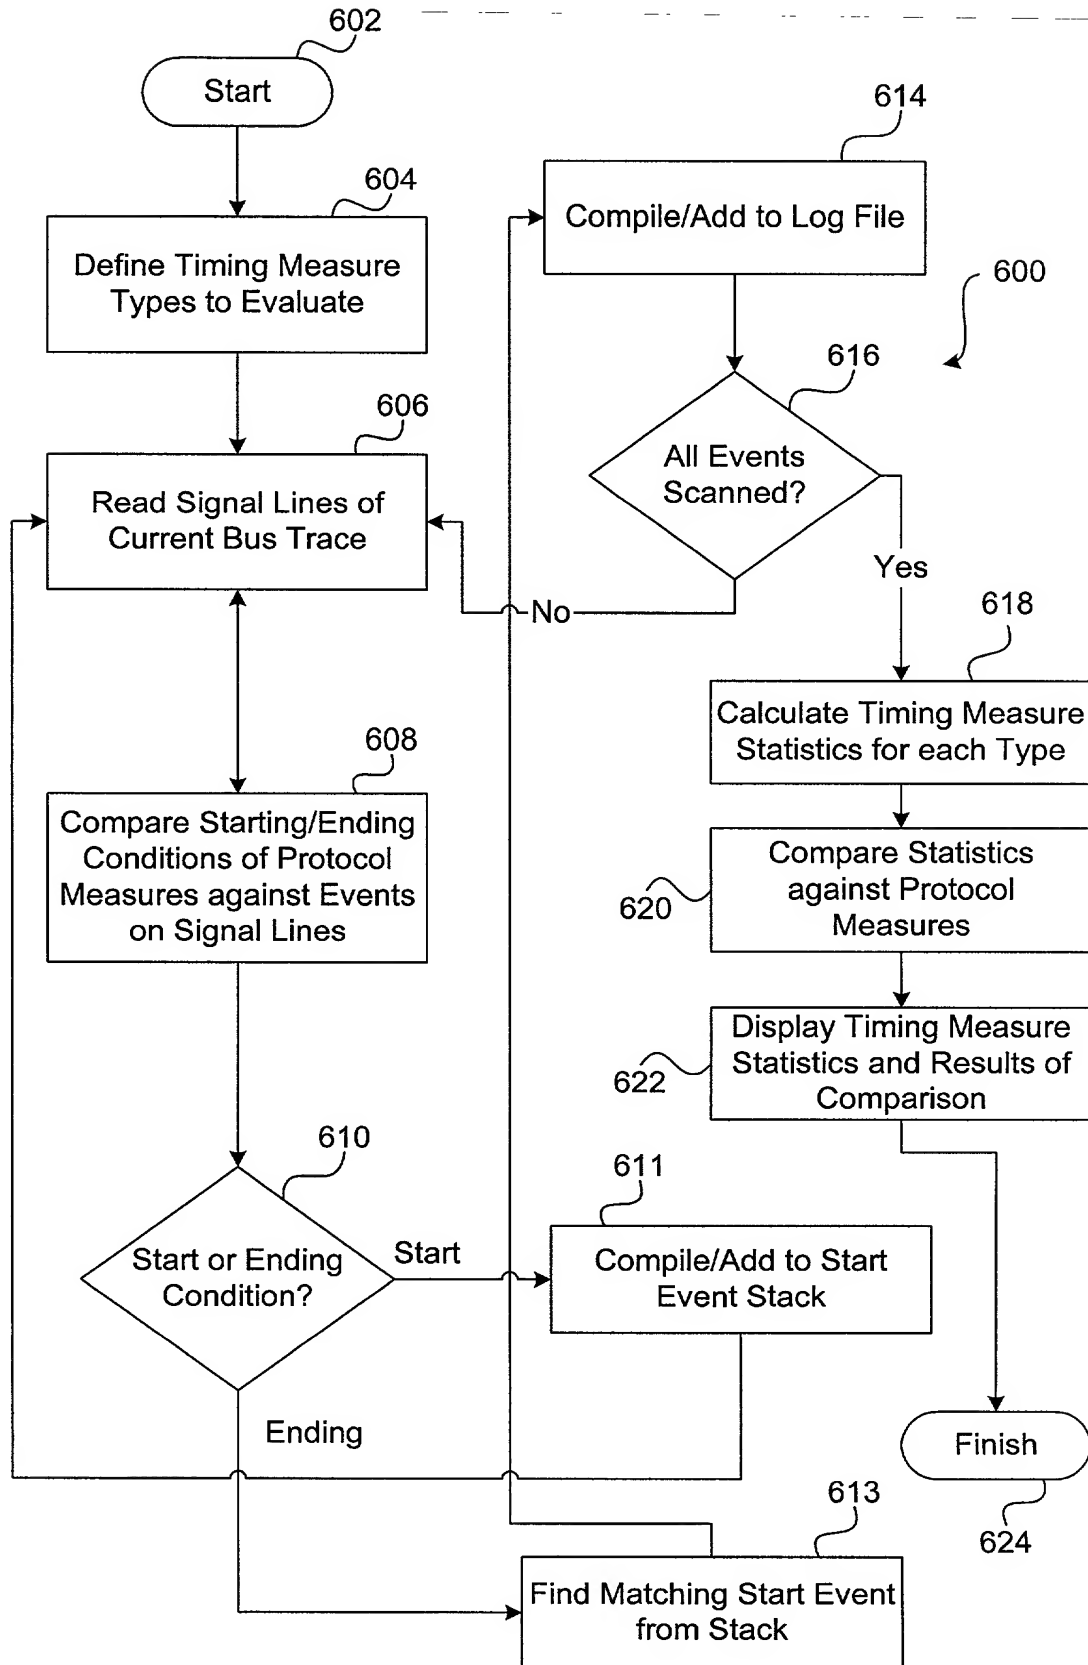 602
Start
604
Define Timing Measure
Types to Evaluate
606
Read Signal Lines of
Current Bus Trace
608
Compare Starting/Ending
Conditions of Protocol
Measures against Events
on Signal Lines
610
Start or Ending
Condition?
Start
Ending
611
Compile/Add to Start
Event Stack
613
Find Matching Start Event
from Stack
614
Compile/Add to Log File
600
616
All Events
Scanned?
No
Yes
618
Calculate Timing Measure
Statistics for each Type
620
Compare Statistics
against Protocol
Measures
622
Display Timing Measure
Statistics and Results of
Comparison
Finish
624